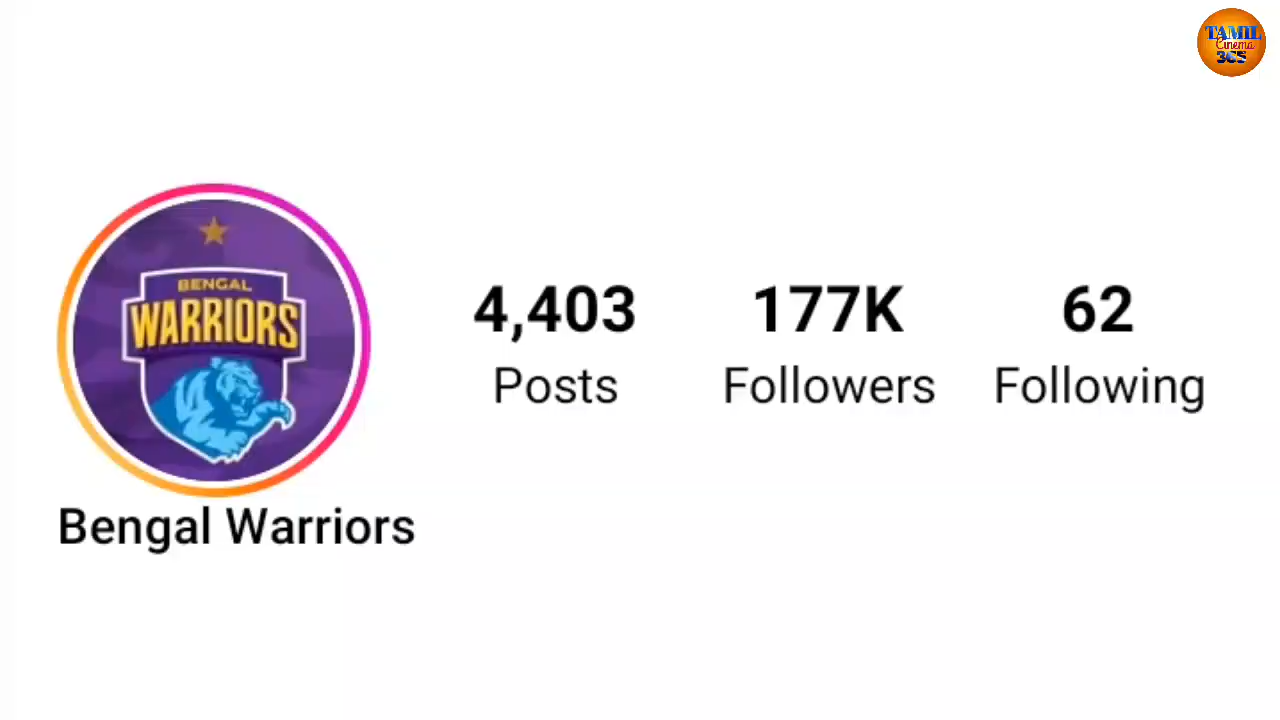 TAMIL
Cinema
365
BENGAL
WARRIORS
4,403 177K 62
Posts Followers Following
Bengal Warriors